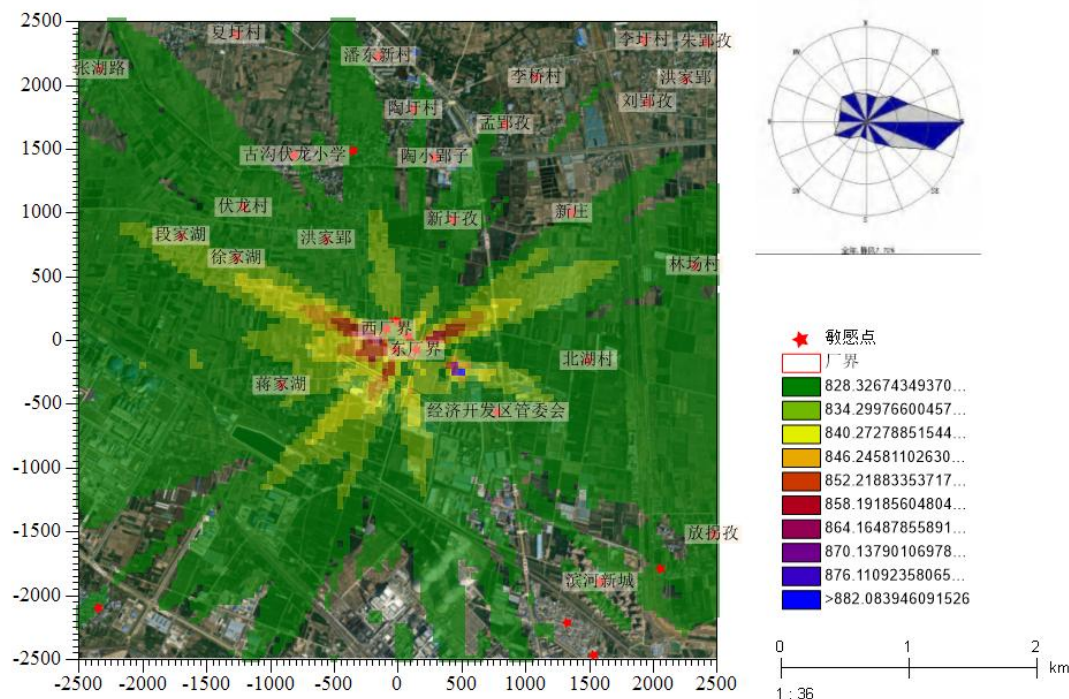 2500
2000
1500
1000
500
0
-500
-1000
-1500
-2000
-2500
-2500 -2000 -1500 -1000 -500 0 500 1000 1500 2000 2500
夏圩村
潘东新村
李圩村 朱郢孜
张湖路
李桥村
洪家郢
陶圩村
刘郢孜
孟郢孜
古沟伏龙小学
陶小郢子
伏龙村
新圩孜
新庄
段家湖
洪家郢
徐家湖
林场村
西厂界
东厂界
北湖村
蒋家湖
经济开发区管委会
放拐孜
滨河新城
N
NE
SE
S
SW
敏感点
厂界
828.32674349370...
834.29976600457...
840.27278851544...
846.24581102630...
852.21883353717...
858.19185604804...
864.16487855891...
870.13790106978...
876.11092358065...
>882.083946091526
0 1 2
km
1 : 36